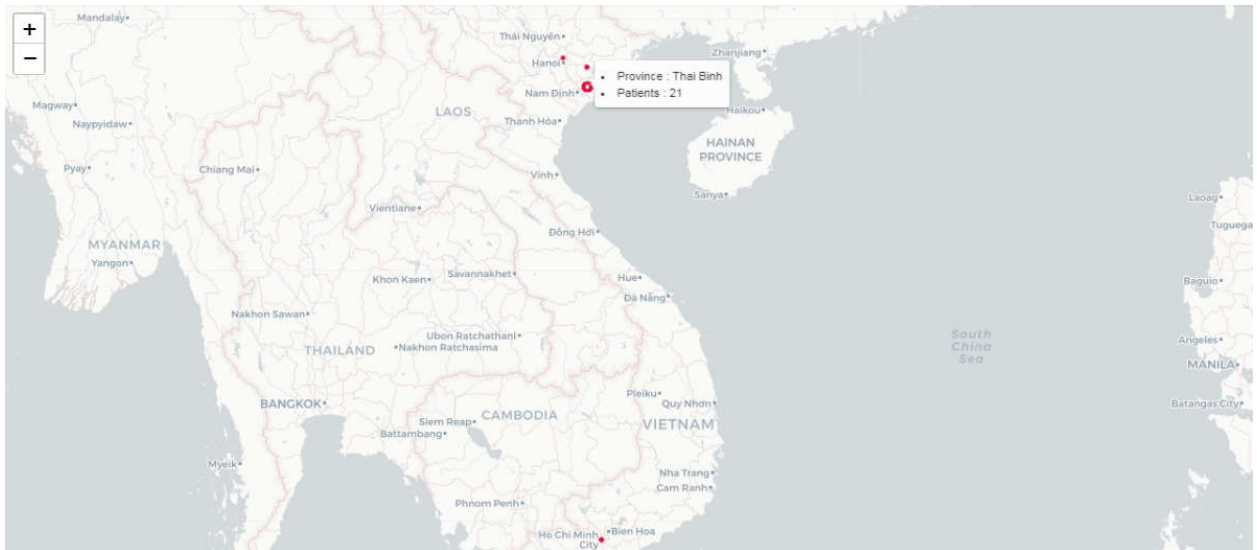 +
−
Mandalay
Thái Nguyên
Zhanjiang
Hanoi
• Province : Thai Binh
• Patients : 21
Nam Định
Magway
LAOS
Haikou
Naypyidaw
Thanh Hóa
HAINAN
PROVINCE
Pyay
Chiang Mai
Vinh
Sanya
Laoag
Vientiane
Tuguega
Đồng Hới
MYANMAR
Yangon
Khon Kaen
Savannakhet
Hue
Baguio
Đà Nẵng
Nakhon Sawan
Ubon Ratchathani
South
China
Sea
THAILAND
Nakhon Ratchasima
Angeles
MANILA
Pleiku
Quy Nhơn
BANGKOK
Batangas City
Siem Reap
CAMBODIA
VIETNAM
Battambang
Myeik
Nha Trang
Cam Ranh
Phnom Penh
Ho Chi Minh
City
Bien Hoa